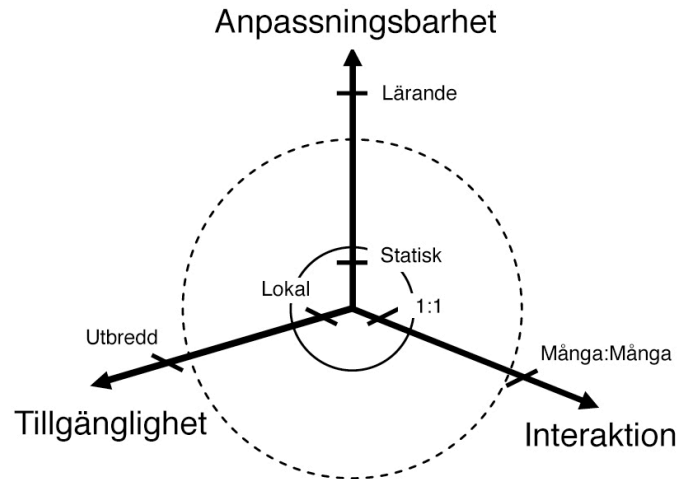 Anpassningsbarhet
Lärande
Statisk
Lokal
1:1
Utbredd
Många:Många
Tillgänglighet
Interaktion